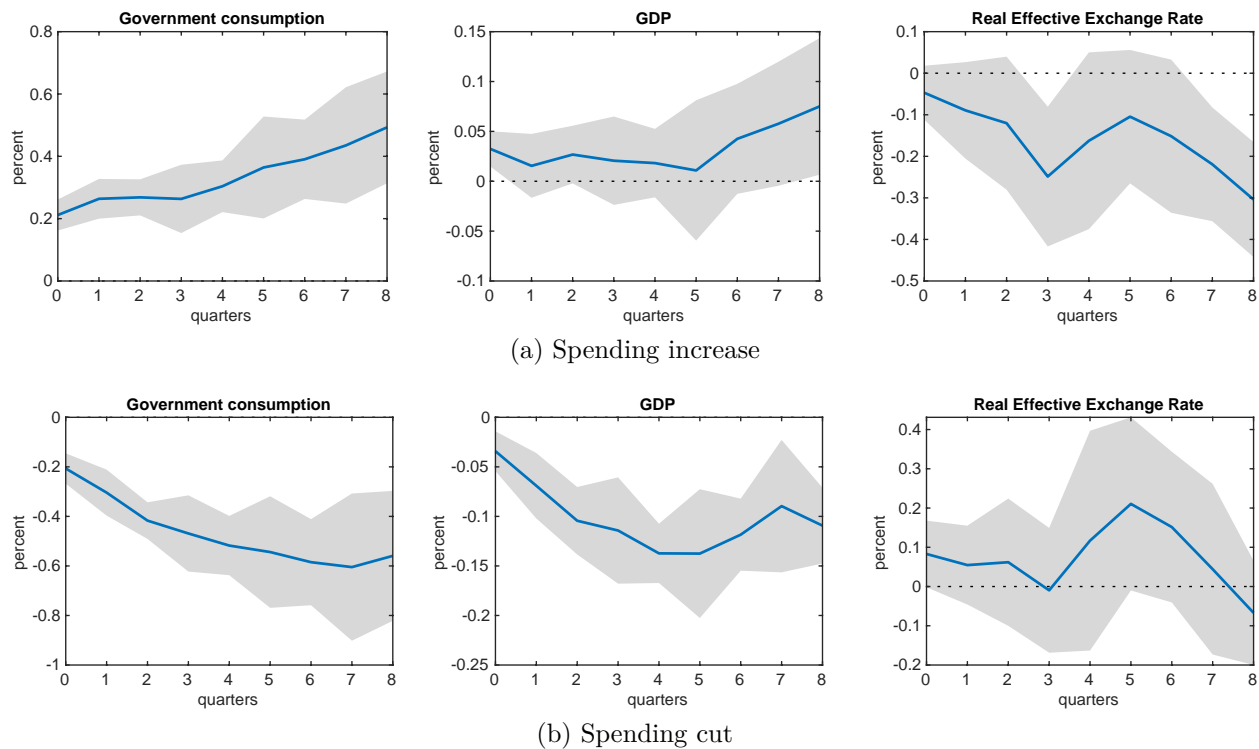 Government consumption
GDP
Real Effective Exchange Rate
0.8
0.6
0.4
0.2
0
percent
0 1 2 3 4 5 6 7 8
quarters
0.15
0.1
0.05
0
-0.05
-0.1
percent
0 1 2 3 4 5 6 7 8
quarters
0.1
0
-0.1
-0.2
-0.3
-0.4
-0.5
percent
0 1 2 3 4 5 6 7 8
quarters
(a) Spending increase
Government consumption
GDP
Real Effective Exchange Rate
0
-0.2
-0.4
-0.6
-0.8
-1
percent
0 1 2 3 4 5 6 7 8
quarters
0
-0.05
-0.1
-0.15
-0.2
-0.25
percent
0 1 2 3 4 5 6 7 8
quarters
0.4
0.3
0.2
0.1
0
-0.1
-0.2
percent
0 1 2 3 4 5 6 7 8
quarters
(b) Spending cut